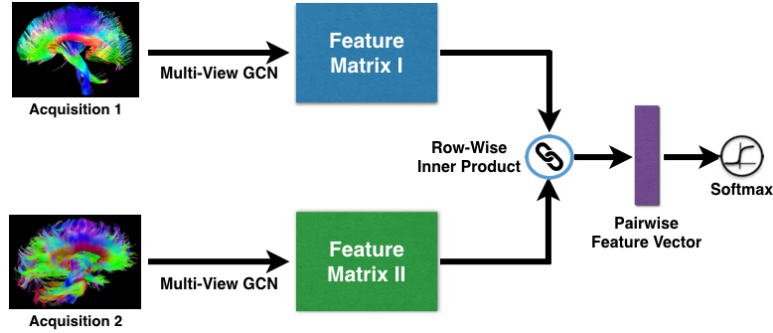 Acquisition 1
Multi-View GCN
Feature
Matrix I
Row-Wise
Inner Product
Pairwise
Feature Vector
Softmax
Acquisition 2
Multi-View GCN
Feature
Matrix II